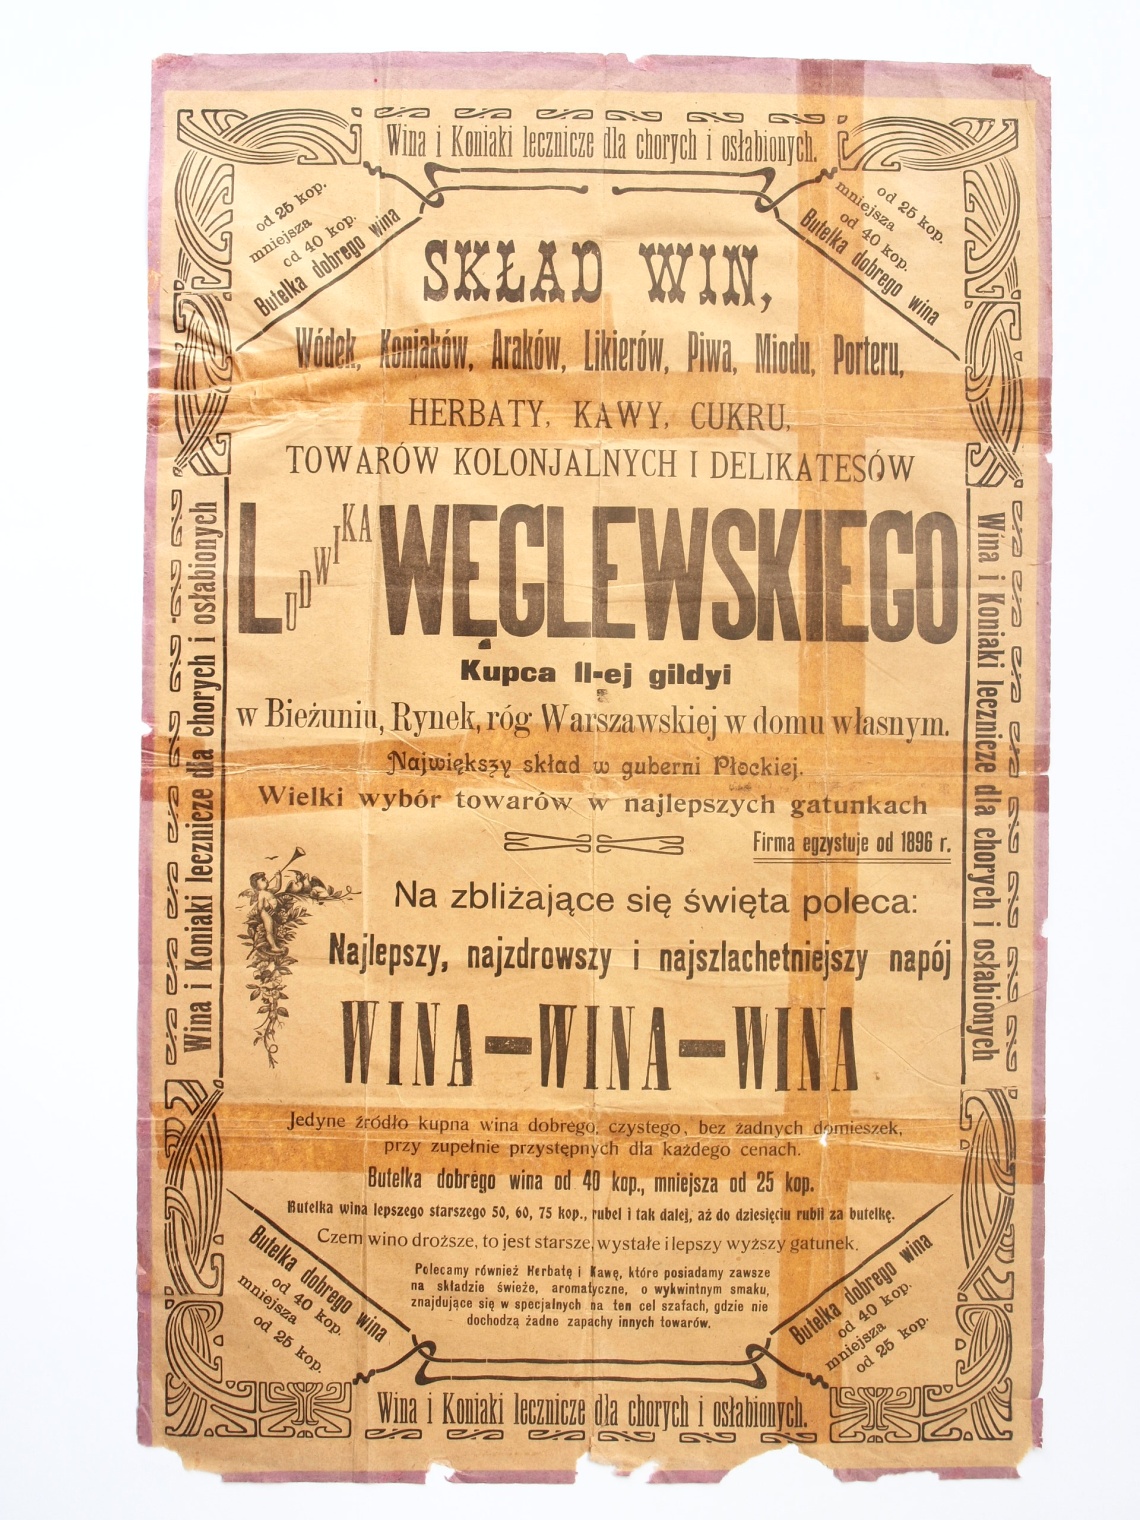 Wina i Koniaki lecznicze dla chorych i osłabionych.
od 25 kop.
mniejsza
od 40 kop.
Butelka dobrego wina
od 25 kop.
mniejsza
od 40 kop.
Butelka dobrego wina
SKŁAD WIN,
Wódek, Koniaków, Araków, Likierów, Piwa, Miodu, Porteru,
HERBATY, KAWY, CUKRU,
TOWARÓW KOLONJALNYCH I DELIKATESÓW
LUDWIKA WĘGLEWSKIEGO
Kupca II-ej gildyi
w Bieżuniu, Rynek, róg Warszawskiej w domu własnym.
Największy skład w guberni Płockiej.
Wielki wybór towarów w najlepszych gatunkach
Firma egzystuje od 1896 r.
Wina i Koniaki lecznicze dla chorych i osłabionych
Wina i Koniaki lecznicze dla chorych i osłabionych
Na zbliżające się święta poleca:
Najlepszy, najzdrowszy i najszlachetniejszy napój
WINA—WINA—WINA
Jedyne źródło kupna wina dobrego, czystego, bez żadnych domieszek,
przy zupełnie przystępnych dla każdego cenach.
Butelka dobrego wina od 40 kop., mniejsza od 25 kop.
Butelka wina lepszego starszego 50, 60, 75 kop., rubel i tak dalej, aż do dziesięciu rubli za butelkę.
Czem wino droższe, to jest starsze, wystałe i lepszy wyższy gatunek.
Polecamy również Herbatę i Kawę, które posiadamy zawsze
na składzie świeże, aromatyczne, o wykwintnym smaku,
znajdujące się w specjalnych na ten cel szafach, gdzie nie
dochodzą żadne zapachy innych towarów.
Butelka dobrego wina
od 40 kop.
mniejsza
od 25 kop.
Butelka dobrego wina
od 40 kop.
mniejsza
od 25 kop.
Wina i Koniaki lecznicze dla chorych i osłabionych.